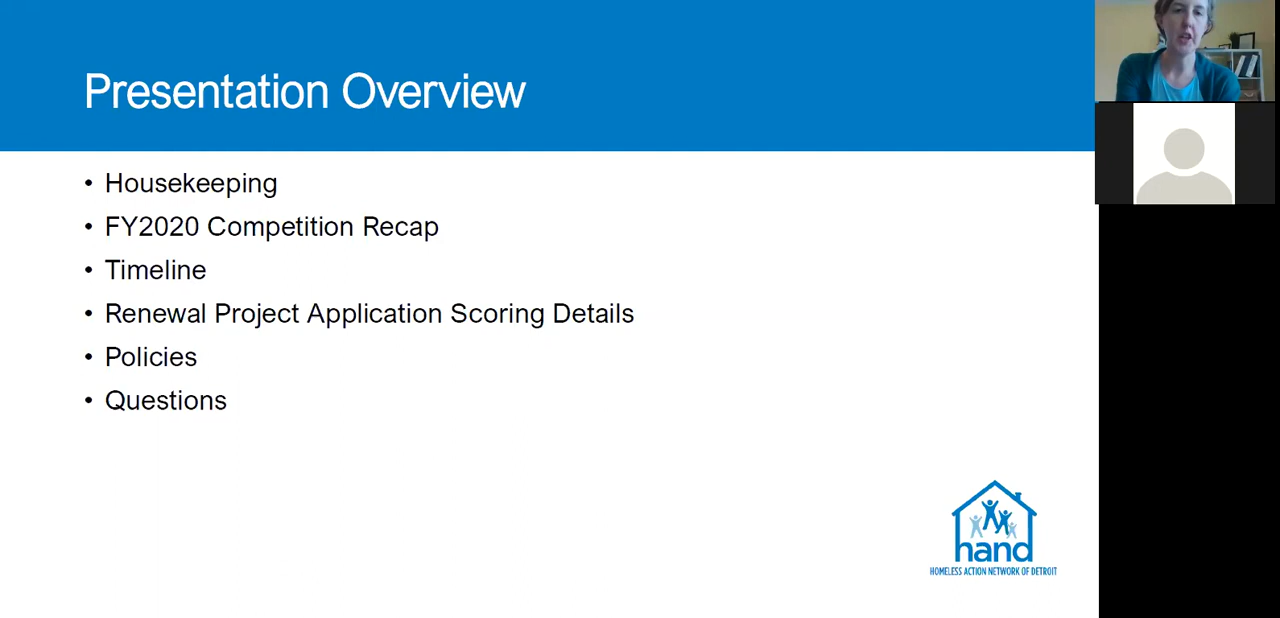 Presentation Overview
• Housekeeping
• FY2020 Competition Recap
• Timeline
• Renewal Project Application Scoring Details
• Policies
• Questions
hand
HOMELESS ACTION NETWORK OF DETROIT